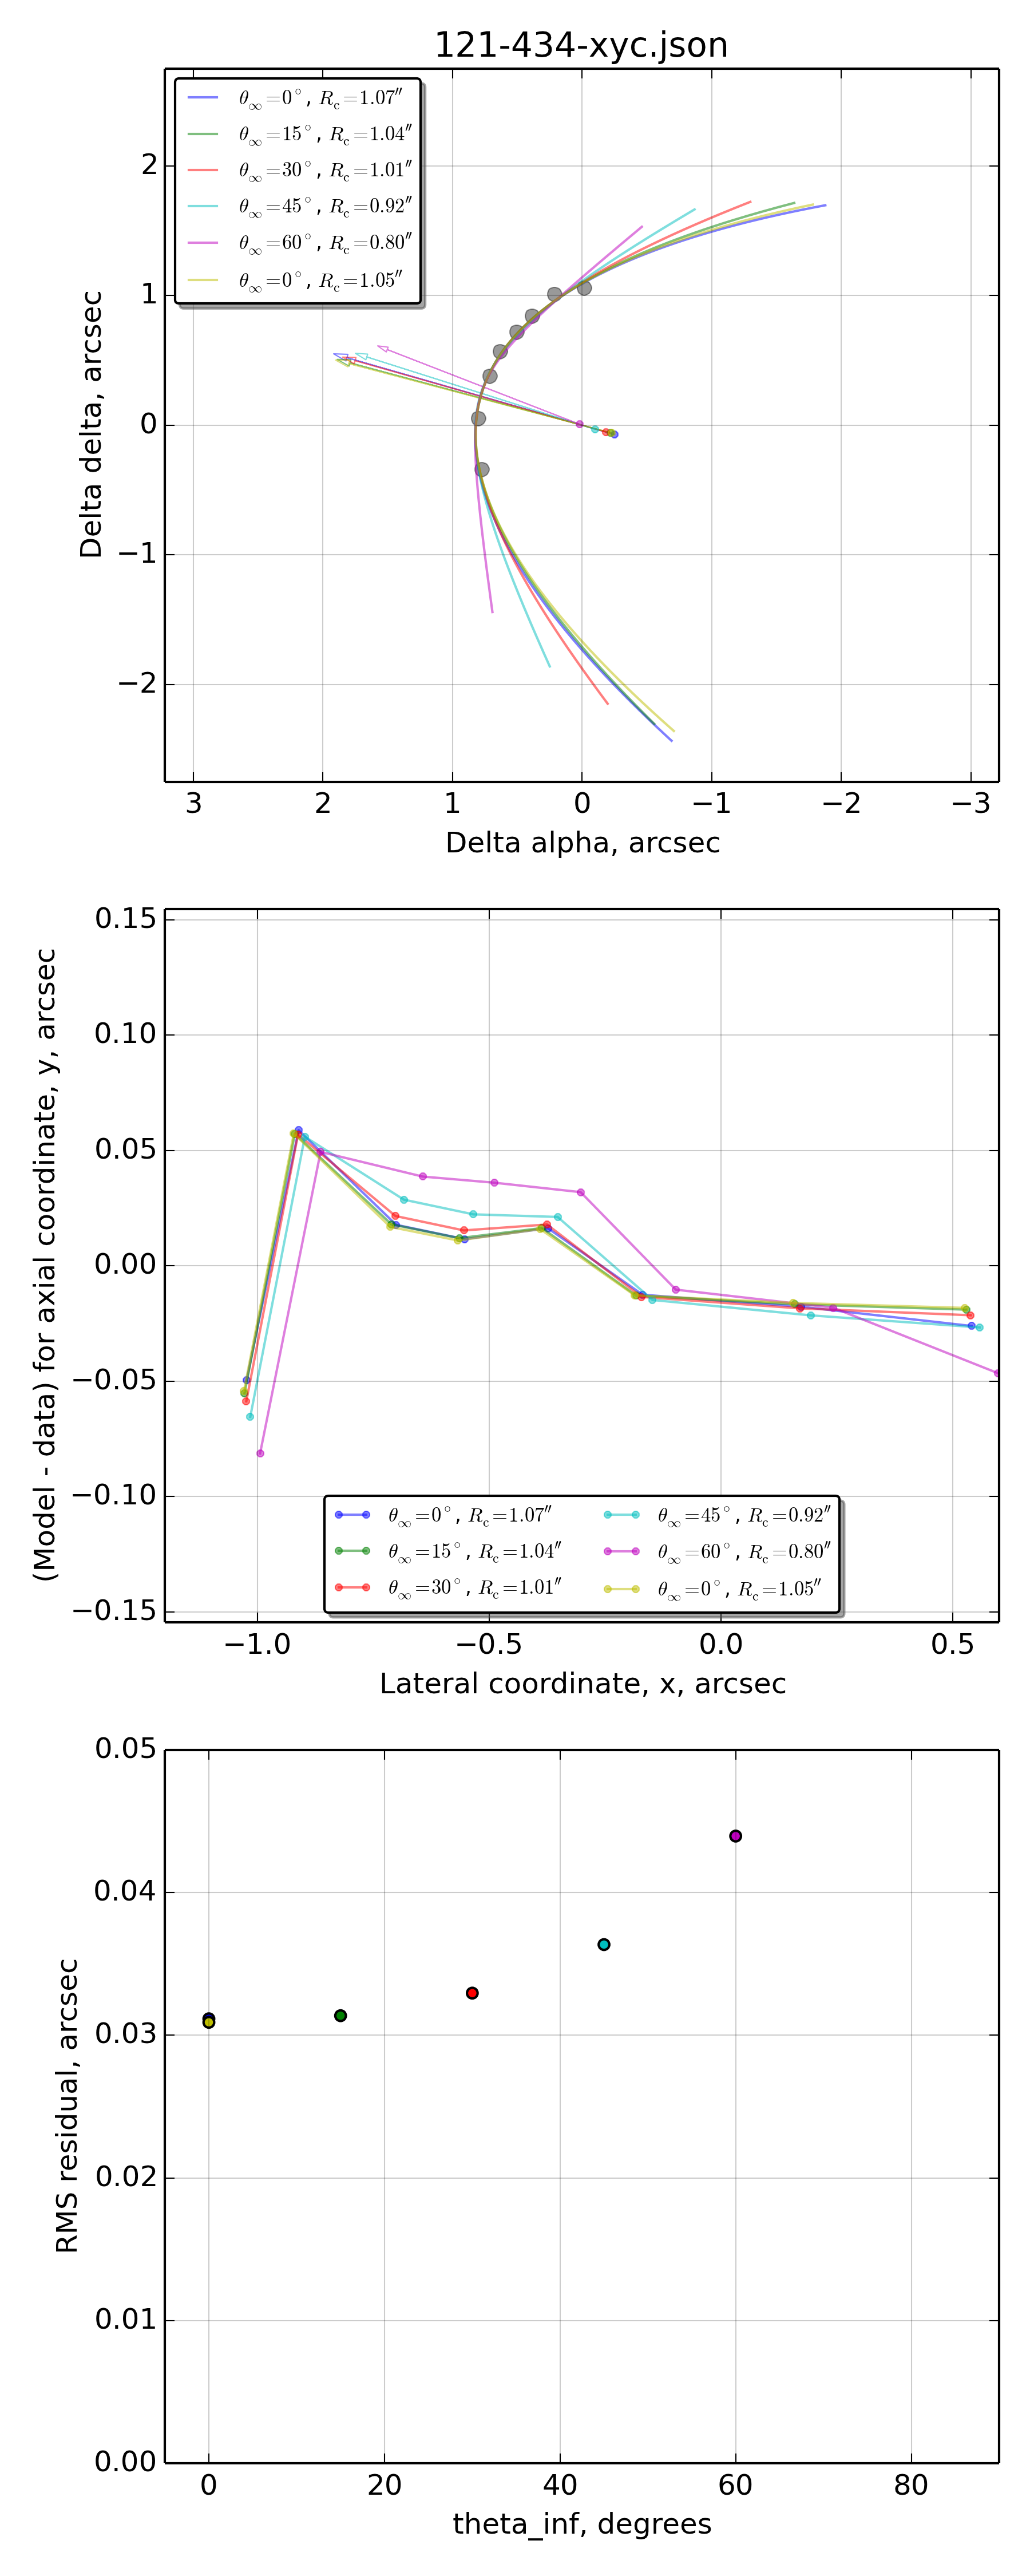 121-434-xyc.json
θ∞=0°, Rc=1.07″
θ∞=15°, Rc=1.04″
θ∞=30°, Rc=1.01″
θ∞=45°, Rc=0.92″
θ∞=60°, Rc=0.80″
θ∞=0°, Rc=1.05″
Delta delta, arcsec
2
1
0
−1
−2
3 2 1 0 −1 −2 −3
Delta alpha, arcsec
(Model - data) for axial coordinate, y, arcsec
0.15
0.10
0.05
0.00
−0.05
−0.10
−0.15
θ∞=0°, Rc=1.07″ θ∞=45°, Rc=0.92″
θ∞=15°, Rc=1.04″ θ∞=60°, Rc=0.80″
θ∞=30°, Rc=1.01″ θ∞=0°, Rc=1.05″
−1.0 −0.5 0.0 0.5
Lateral coordinate, x, arcsec
RMS residual, arcsec
0.05
0.04
0.03
0.02
0.01
0.00
0 20 40 60 80
theta_inf, degrees